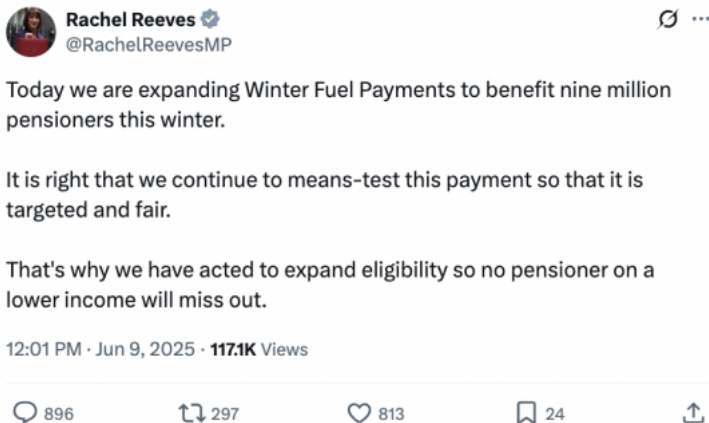 Rachel Reeves
@RachelReevesMP
Today we are expanding Winter Fuel Payments to benefit nine million
pensioners this winter.
It is right that we continue to means-test this payment so that it is
targeted and fair.
That's why we have acted to expand eligibility so no pensioner on a
lower income will miss out.
12:01 PM · Jun 9, 2025 · 117.1K Views
896 297 813 24